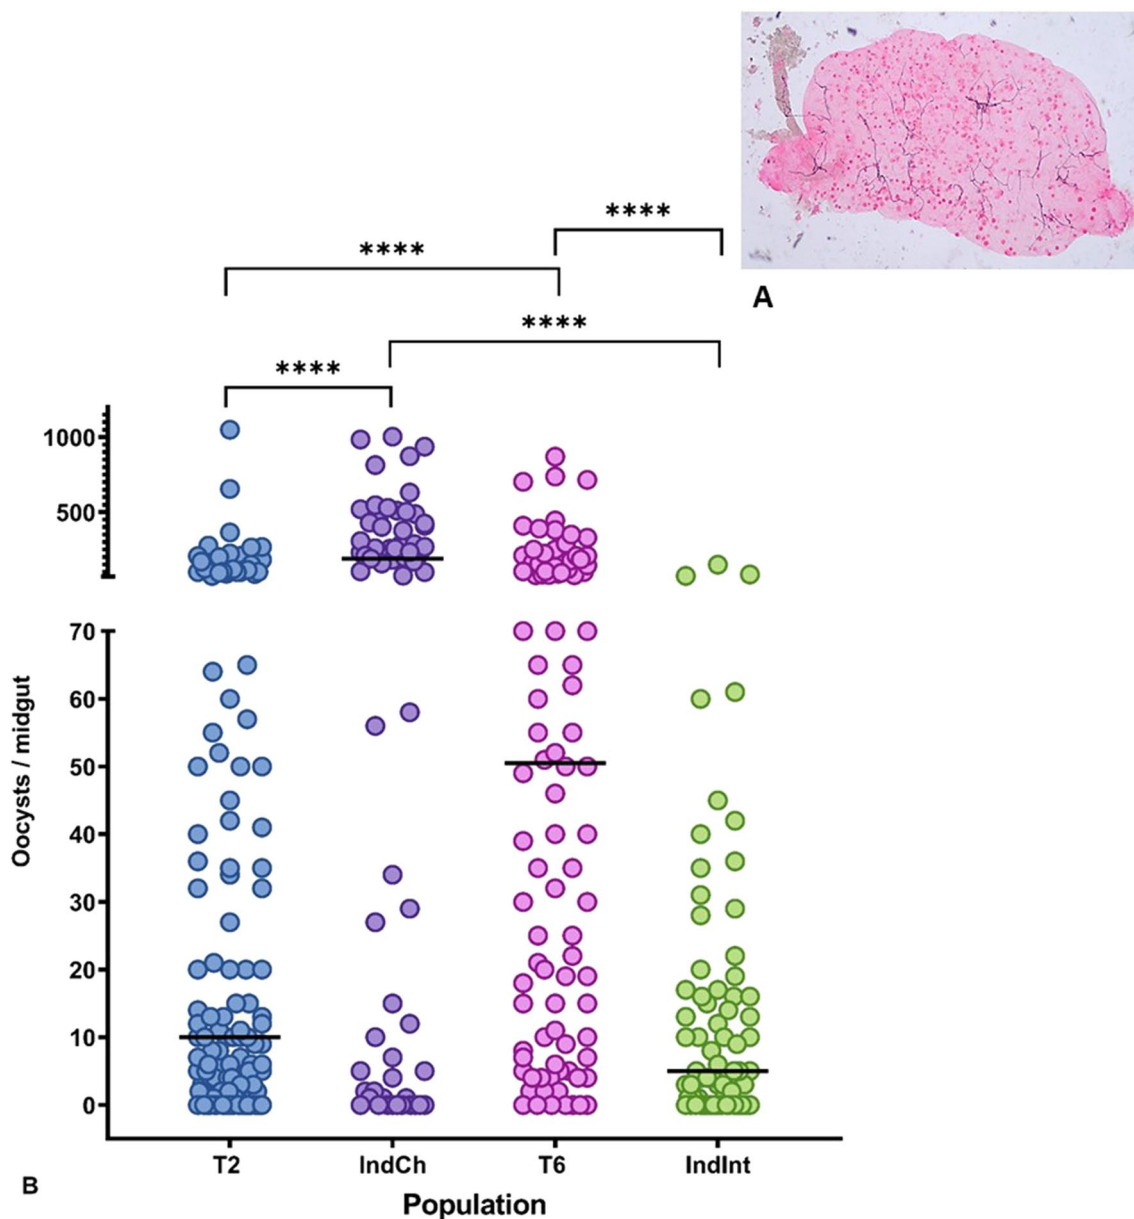 A
****
****
****
****
1000
500
70
60
50
40
30
20
10
0
Oocysts / midgut
T2 IndCh T6 IndInt
B
Population